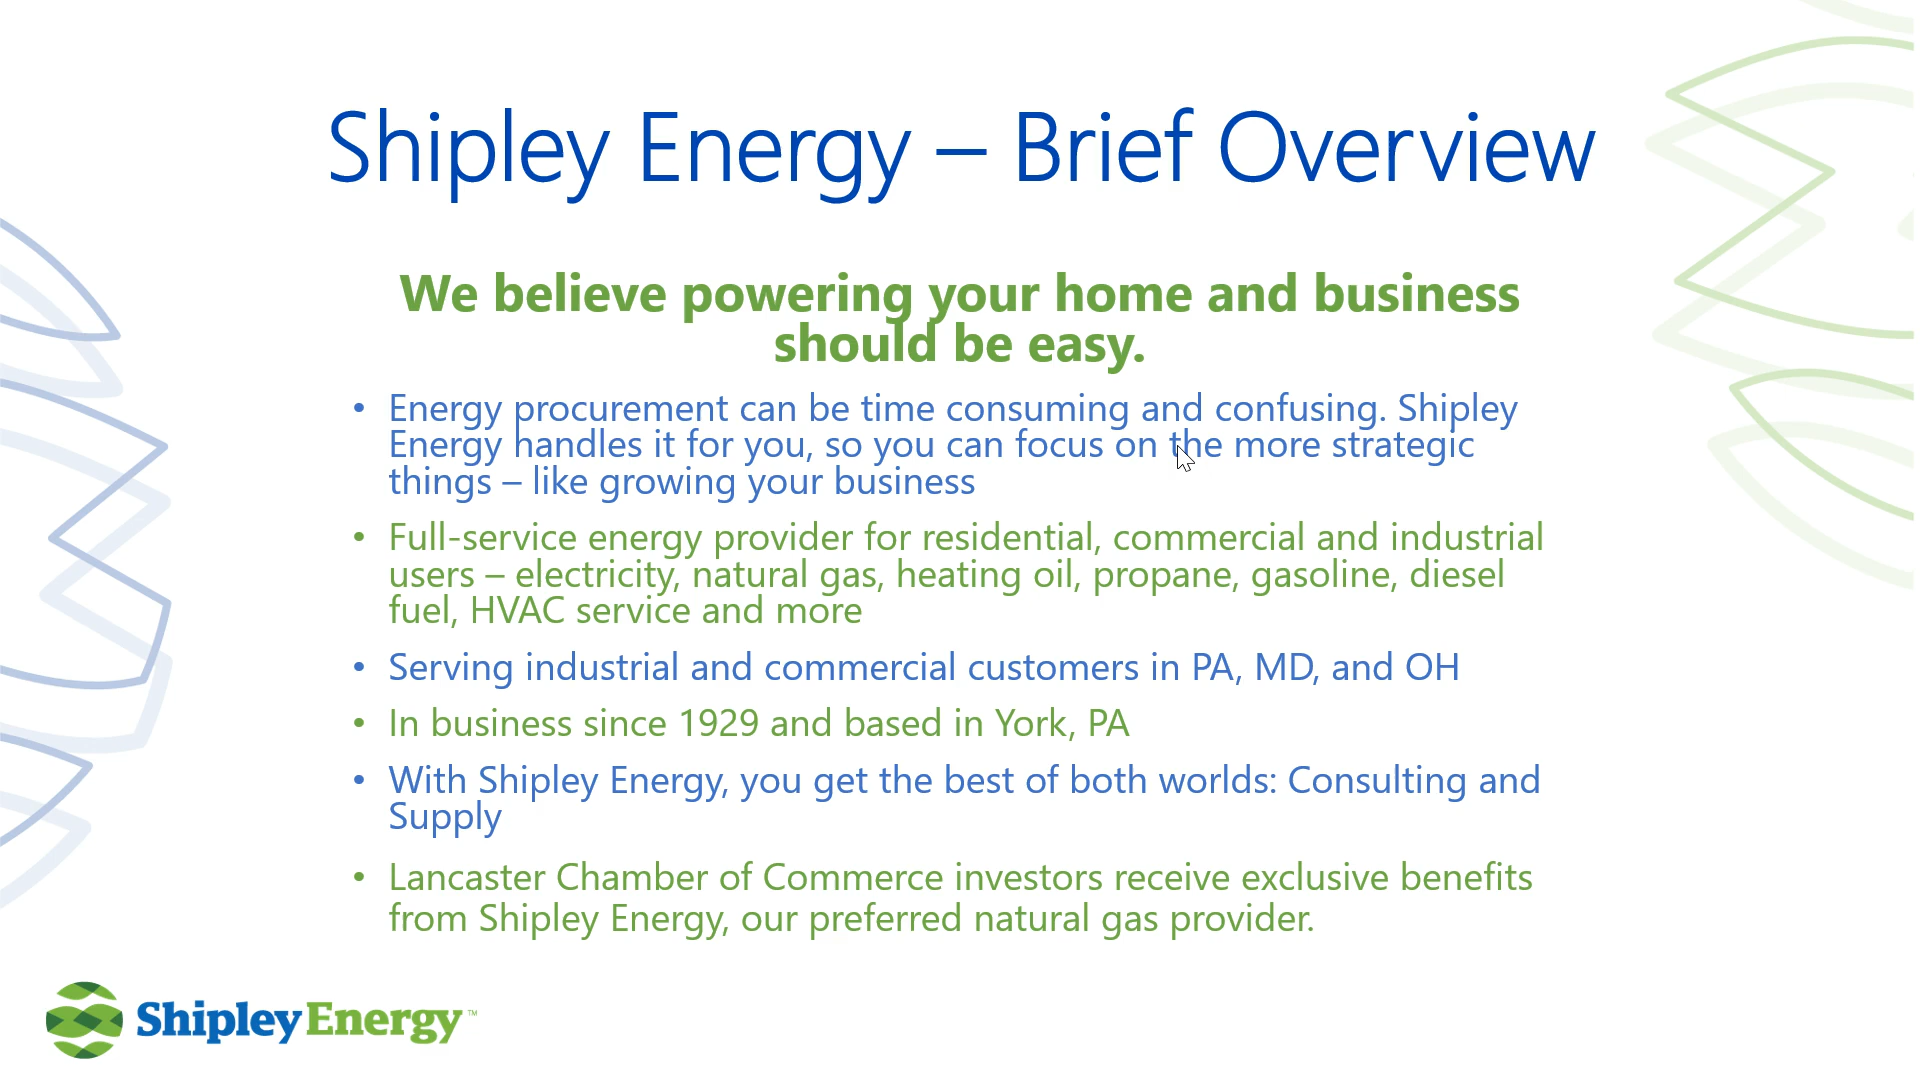 Shipley Energy – Brief Overview
We believe powering your home and business
should be easy.
• Energy procurement can be time consuming and confusing. Shipley
Energy handles it for you, so you can focus on the more strategic
things – like growing your business
• Full-service energy provider for residential, commercial and industrial
users – electricity, natural gas, heating oil, propane, gasoline, diesel
fuel, HVAC service and more
• Serving industrial and commercial customers in PA, MD, and OH
• In business since 1929 and based in York, PA
• With Shipley Energy, you get the best of both worlds: Consulting and
Supply
• Lancaster Chamber of Commerce investors receive exclusive benefits
from Shipley Energy, our preferred natural gas provider.
ShipleyEnergy™